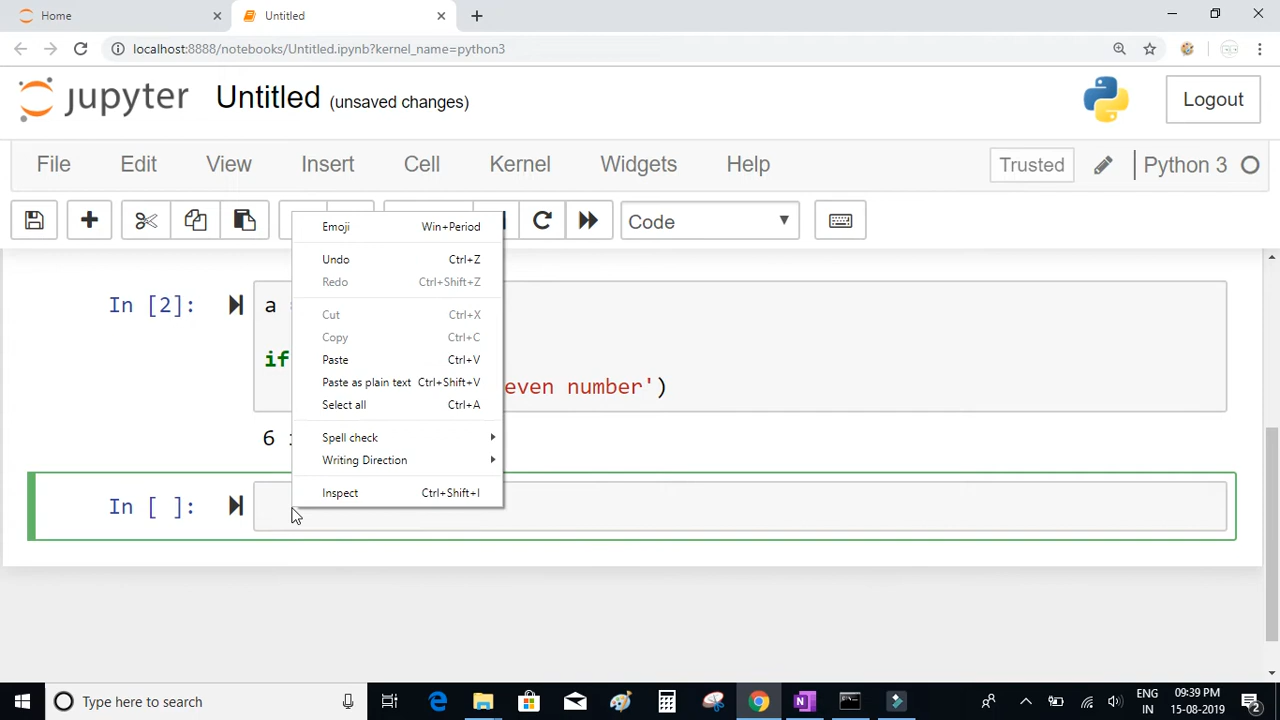 Home
Untitled
localhost:8888/notebooks/Untitled.ipynb?kernel_name=python3
jupyter Untitled (unsaved changes)
Logout
File Edit View Insert Cell Kernel Widgets Help
Trusted
Python 3
Code
Emoji Win+Period
Undo Ctrl+Z
Redo Ctrl+Shift+Z
Cut Ctrl+X
Copy Ctrl+C
Paste Ctrl+V
Paste as plain text Ctrl+Shift+V
Select all Ctrl+A
Spell check
Writing Direction
Inspect Ctrl+Shift+I
In [2]:
a
if
even number')
6
In [ ]:
Type here to search
ENG
IN
09:39 PM
15-08-2019
2